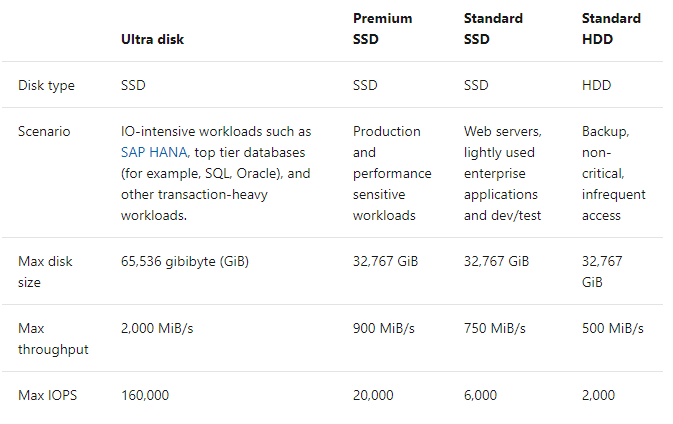 Ultra disk Premium SSD Standard SSD Standard HDD
Disk type SSD SSD SSD HDD
Scenario IO-intensive workloads such as SAP HANA, top tier databases (for example, SQL, Oracle), and other transaction-heavy workloads. Production and performance sensitive workloads Web servers, lightly used enterprise applications and dev/test Backup, non-critical, infrequent access
Max disk size 65,536 gibibyte (GiB) 32,767 GiB 32,767 GiB 32,767 GiB
Max throughput 2,000 MiB/s 900 MiB/s 750 MiB/s 500 MiB/s
Max IOPS 160,000 20,000 6,000 2,000